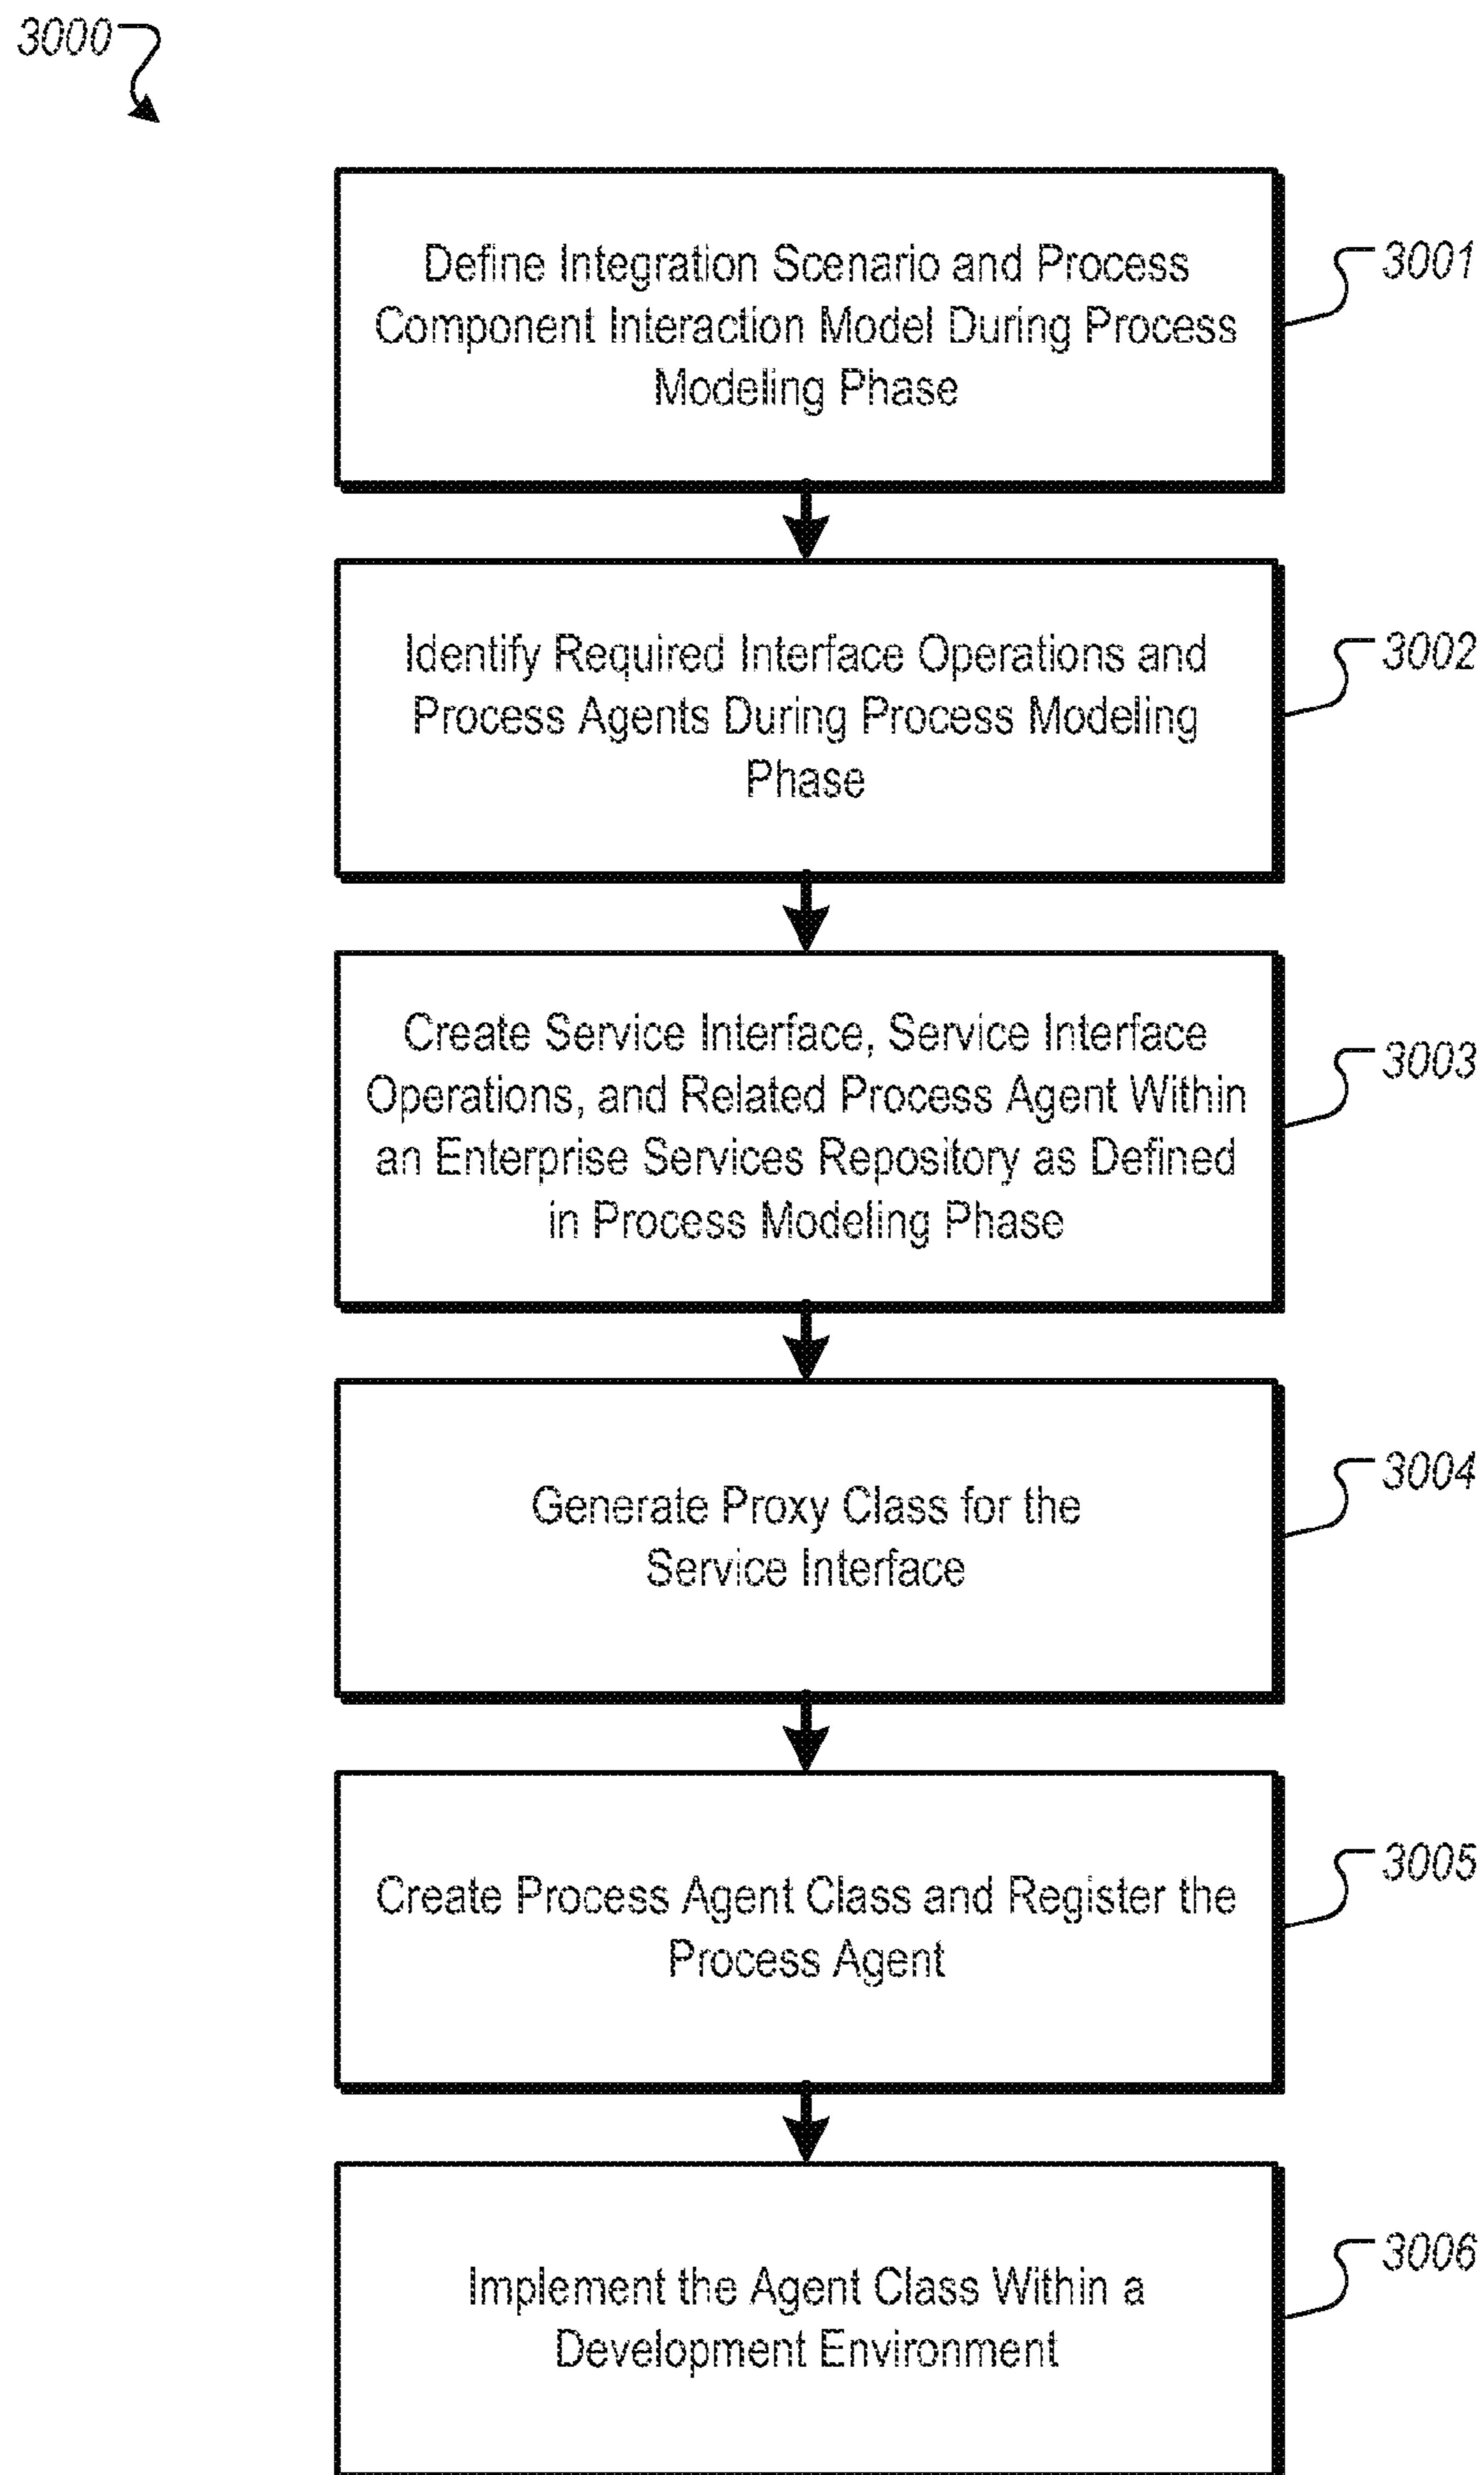 3000
Define Integration Scenario and Process
Component Interaction Model During Process
Modeling Phase
3001
Identify Required Interface Operations and
Process Agents During Process Modeling
Phase
3002
Create Service Interface, Service Interface
Operations, and Related Process Agent Within
an Enterprise Services Repository as Defined
in Process Modeling Phase
3003
Generate Proxy Class for the
Service Interface
3004
Create Process Agent Class and Register the
Process Agent
3005
Implement the Agent Class Within a
Development Environment
3006